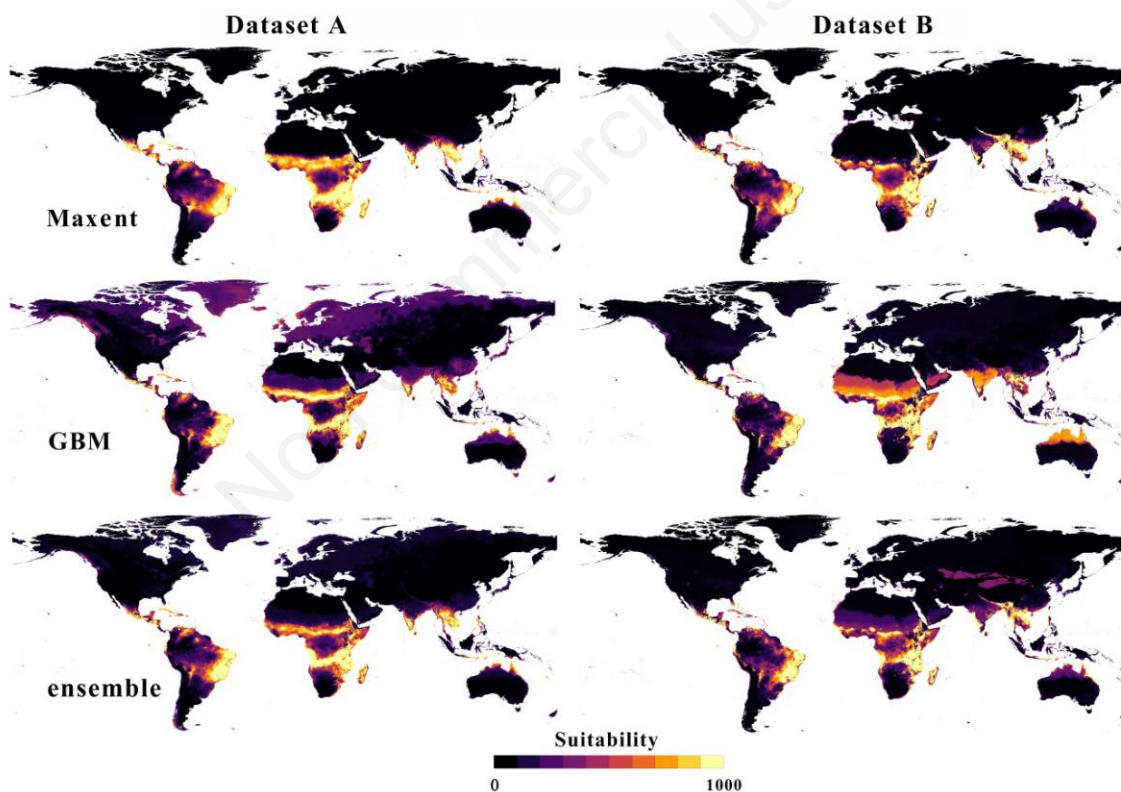 Dataset A
Dataset B
Maxent
GBM
ensemble
Suitability
0
1000